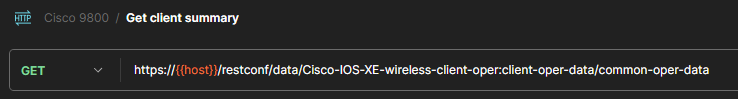 HTTP Cisco 9800 / Get client summary
GET https://{{host}}/restconf/data/Cisco-IOS-XE-wireless-client-oper:client-oper-data/common-oper-data